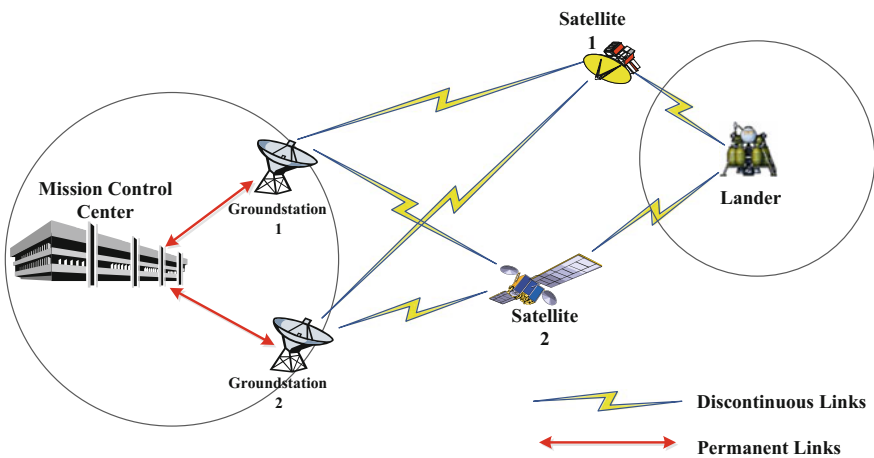 Satellite
1
Mission Control
Center
Groundstation
1
Lander
Satellite
2
Groundstation
2
Discontinuous Links
Permanent Links